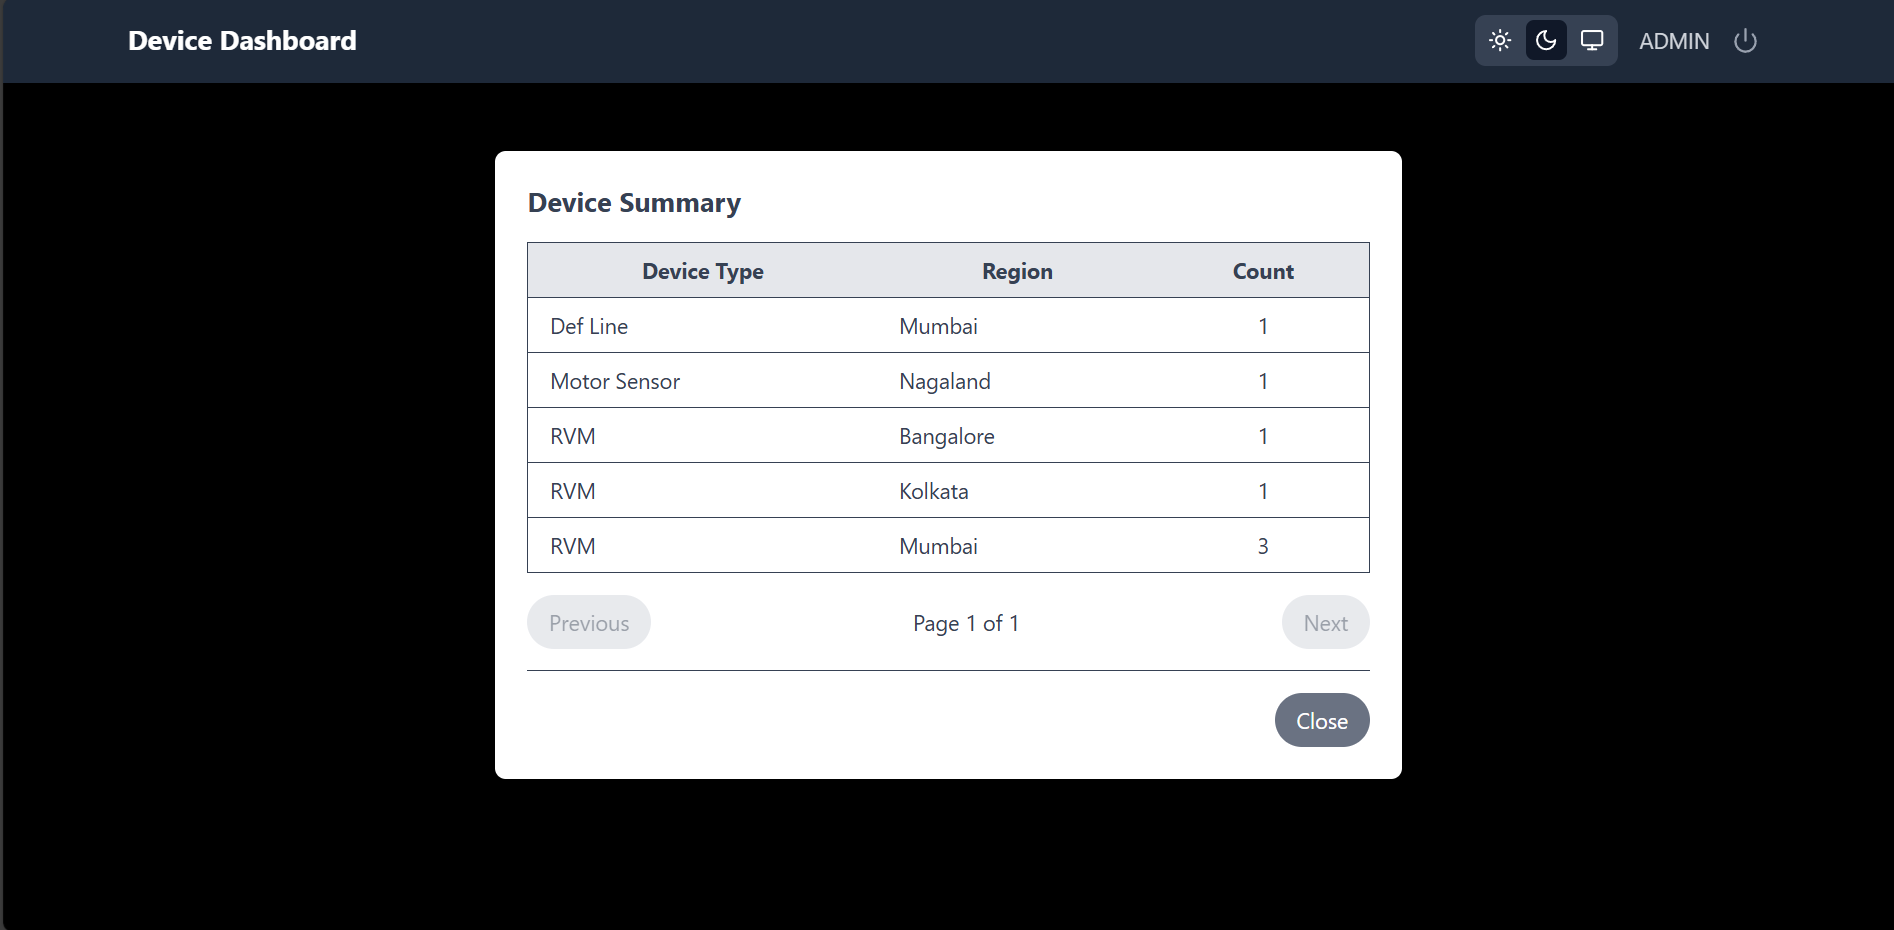 Device Dashboard
ADMIN
Device Summary
Device Type Region Count
Def Line Mumbai 1
Motor Sensor Nagaland 1
RVM Bangalore 1
RVM Kolkata 1
RVM Mumbai 3
Previous Page 1 of 1 Next
Close